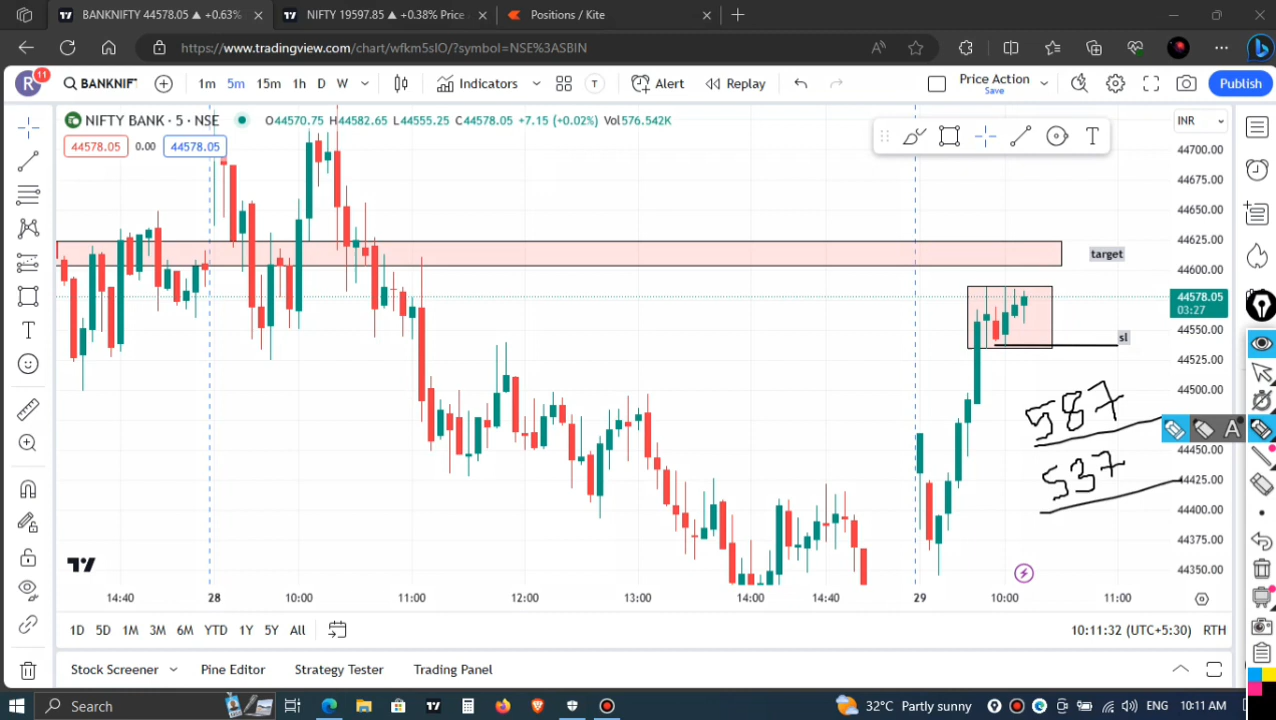 BANKNIFTY 44578.05 ▲ +0.63%
NIFTY 19597.85 ▲ +0.38% Price
Positions / Kite
https://www.tradingview.com/chart/wfkm5slO/?symbol=NSE%3ASBIN
R 11 BANKNIFT 1m 5m 15m 1h D W Indicators T Alert Replay Price Action Save Publish
NIFTY BANK · 5 · NSE O44570.75 H44582.65 L44555.25 C44578.05 +7.15 (+0.02%) Vol576.542K INR
44578.05 0.00 44578.05 T
44700.00
44675.00
44650.00
44625.00
target
44600.00
44578.05
03:27
44550.00
sl
44525.00
44500.00
587
A
44450.00
537
44425.00
44400.00
44375.00
44350.00
14:40 28 10:00 11:00 12:00 13:00 14:00 14:40 29 10:00 11:00
1D 5D 1M 3M 6M YTD 1Y 5Y All 10:11:32 (UTC+5:30) RTH
Stock Screener Pine Editor Strategy Tester Trading Panel
Search 32°C Partly sunny ENG 10:11 AM